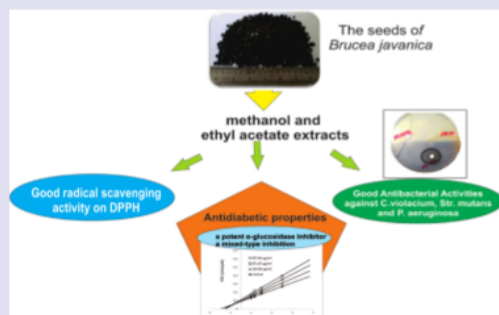 The seeds of
Brucea javanica
methanol and
ethyl acetate extracts
Good radical scavenging
activity on DPPH
Good Antibacterial Activities
against C.violacium, Str. mutans
and P. aeruginosa
Antidiabetic properties
a potent α-glucosidase inhibitor
a mixed-type inhibition